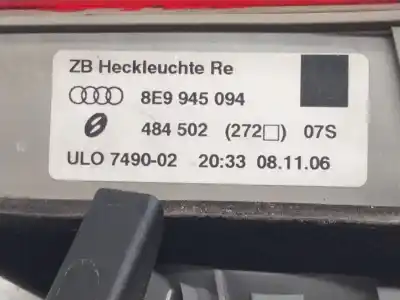 ZB Heckleuchte Re
8E9 945 094
484 502 (272□) 07S
ULO 7490-02 20:33 08.11.06